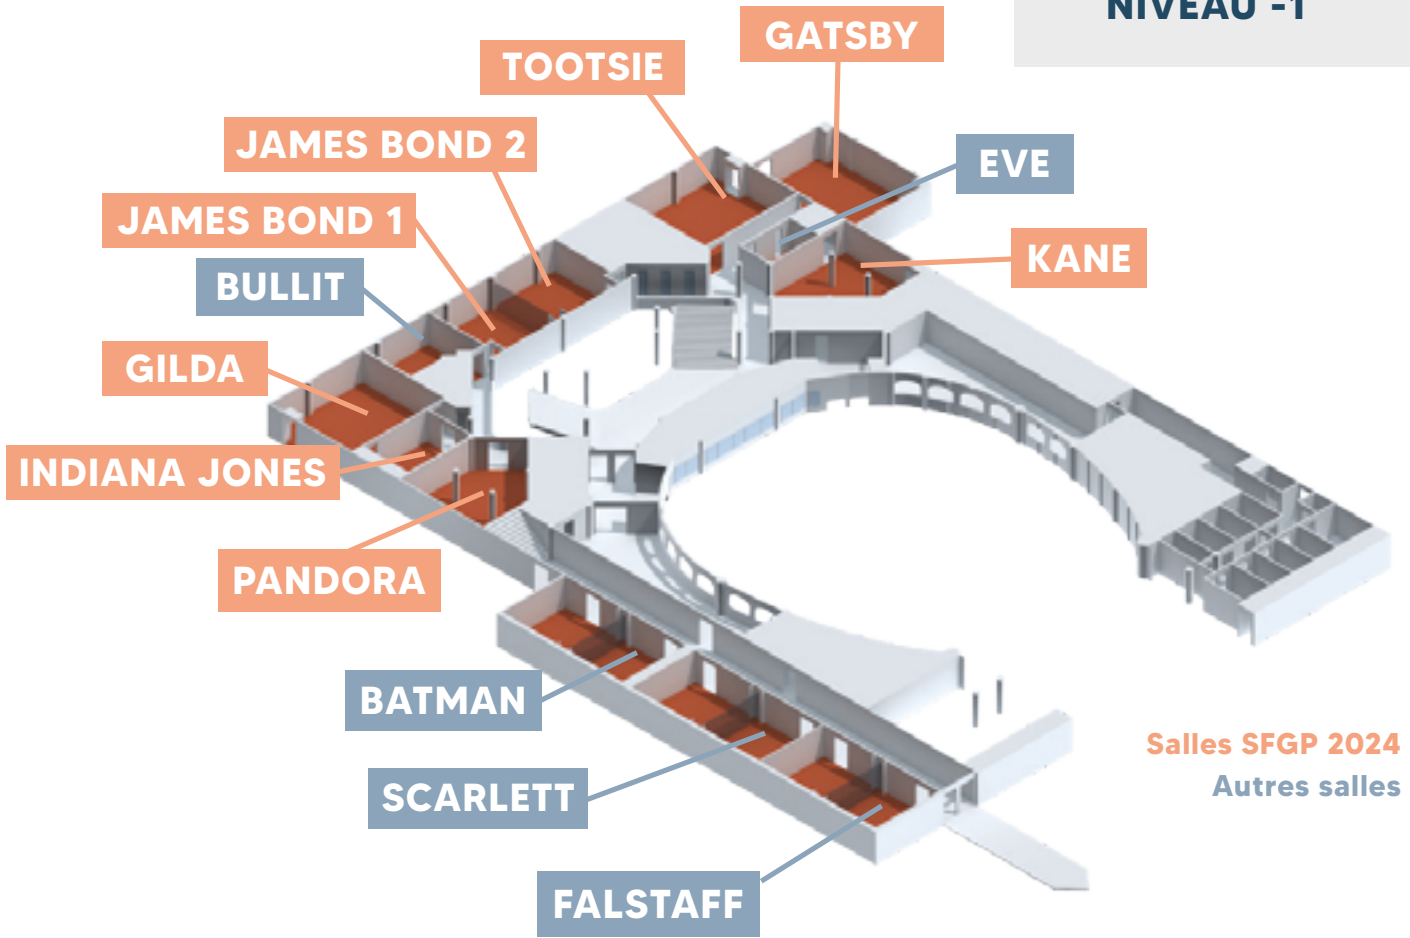 NIVEAU -1
GATSBY
TOOTSIE
JAMES BOND 2
EVE
JAMES BOND 1
KANE
BULLIT
GILDA
INDIANA JONES
PANDORA
BATMAN
SCARLETT
FALSTAFF
Salles SFGP 2024
Autres salles